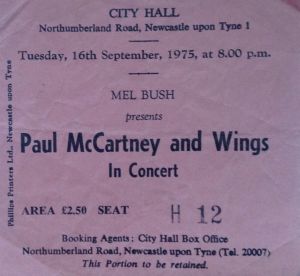 CITY HALL
Northumberland Road, Newcastle upon Tyne 1
Tuesday, 16th September, 1975, at 8.00 p.m.
MEL BUSH
presents
Paul McCartney and Wings
In Concert
AREA £2.50 SEAT H 12
Booking Agents: City Hall Box Office
Northumberland Road, Newcastle upon Tyne (Tel. 20007)
This Portion to be retained.
Phillips Printers Ltd., Newcastle upon Tyne